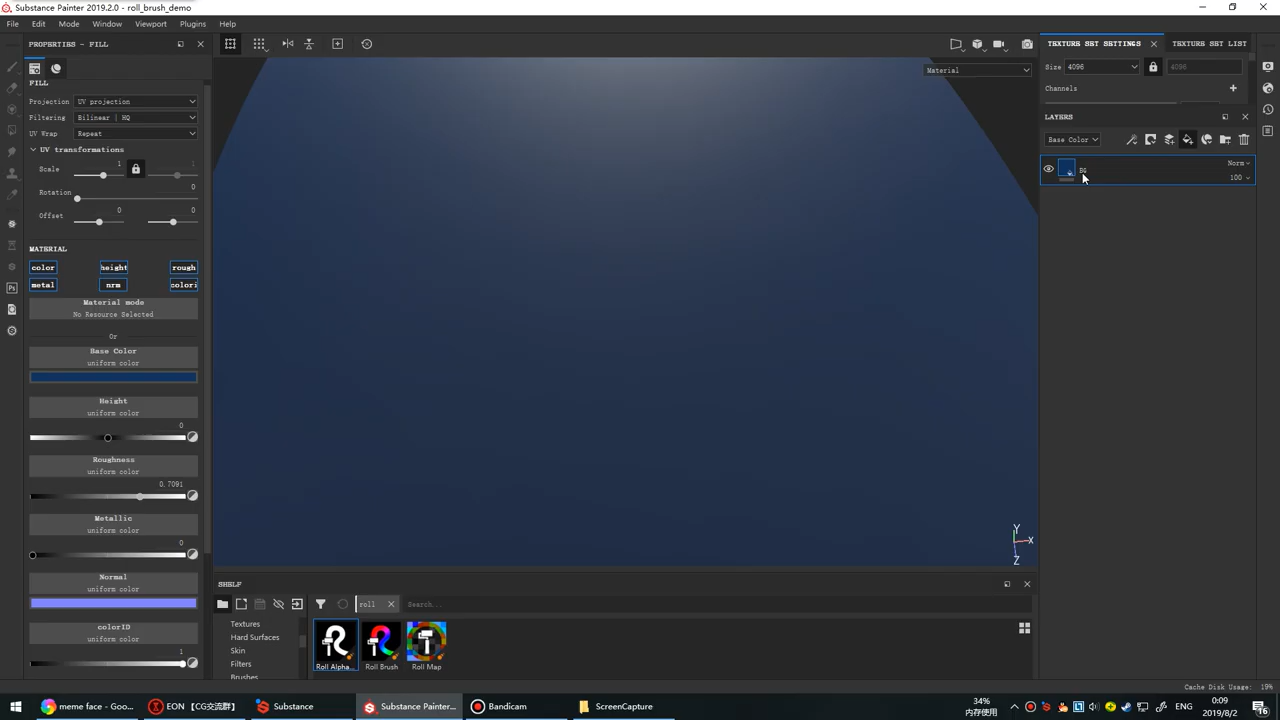 Substance Painter 2019.2.0 - roll_brush_demo
File Edit Mode Window Viewport Plugins Help
PROPERTIES - FILL
FILL
Projection UV projection
Filtering Bilinear | HQ
UV Wrap Repeat
UV transformations
Scale 1 1
Rotation 0
Offset 0 0
MATERIAL
color height rough
metal nrm colori
Material mode
No Resource Selected
Or
Base Color
uniform color
Height
uniform color
0
Roughness
uniform color
0.7091
Metallic
uniform color
0
Normal
uniform color
colorID
uniform color
1
Material
Y
X
Z
SHELF
roll Search...
Textures
Hard Surfaces
Skin
Filters
Brushes
Roll Alpha... Roll Brush Roll Map
TEXTURE SET SETTINGS TEXTURE SET LIST
Size 4096 4096
Channels
LAYERS
Base Color
BG Norm
100
Cache Disk Usage: 19%
meme face - Goo... EON 【CG交流群】 Substance Substance Painter... Bandicam ScreenCapture
34%
内存使用
0:09
2019/8/2
16